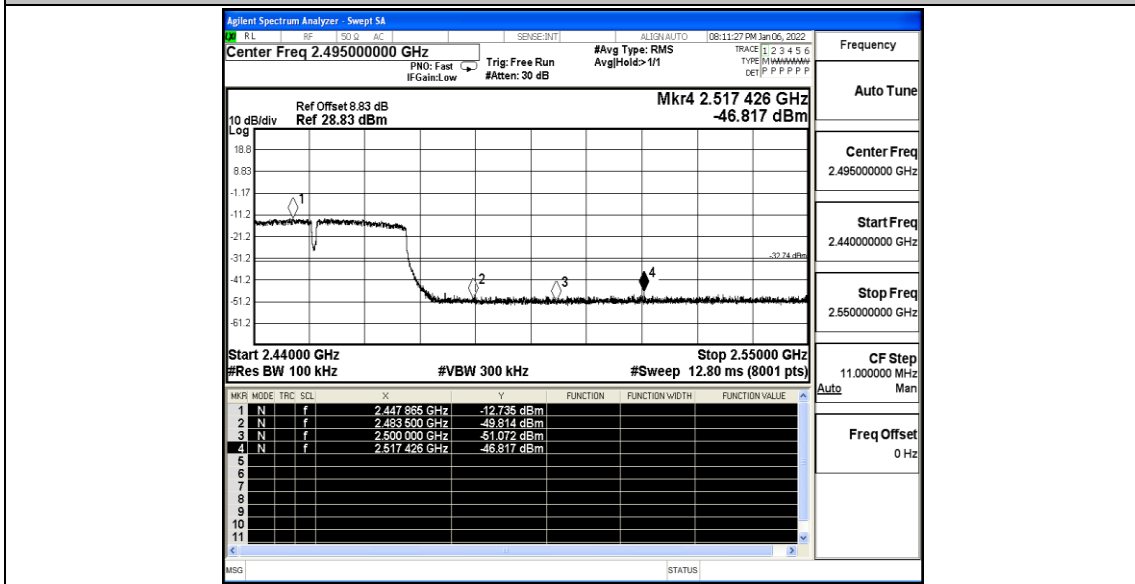 Agilent Spectrum Analyzer - Swept SA
RL RF 50 Ω AC SENSE:INT ALIGN AUTO 08:11:27 PM Jan 06, 2022
Center Freq 2.495000000 GHz
PNO: Fast
IFGain:Low
Trig: Free Run
#Atten: 30 dB
#Avg Type: RMS
Avg|Hold:>1/1
TRACE 1 2 3 4 5 6
TYPE M
DET P P P P P P
Frequency
Auto Tune
Center Freq
2.495000000 GHz
Start Freq
2.440000000 GHz
Stop Freq
2.550000000 GHz
CF Step
11.000000 MHz
Auto Man
Freq Offset
0 Hz
Mkr4 2.517 426 GHz
-46.817 dBm
Ref Offset 8.83 dB
10 dB/div Ref 28.83 dBm
Log
18.8
8.83
-1.17
-11.2
-21.2
-31.2
-41.2
-51.2
-61.2
1
2
3
4
-32.74 dBm
Start 2.44000 GHz Stop 2.55000 GHz
#Res BW 100 kHz #VBW 300 kHz #Sweep 12.80 ms (8001 pts)
MKR MODE TRC SCL X Y FUNCTION FUNCTION WIDTH FUNCTION VALUE
1 N f 2.447 865 GHz -12.735 dBm
2 N f 2.483 500 GHz -49.814 dBm
3 N f 2.500 000 GHz -51.072 dBm
4 N f 2.517 426 GHz -46.817 dBm
5
6
7
8
9
10
11
MSG STATUS